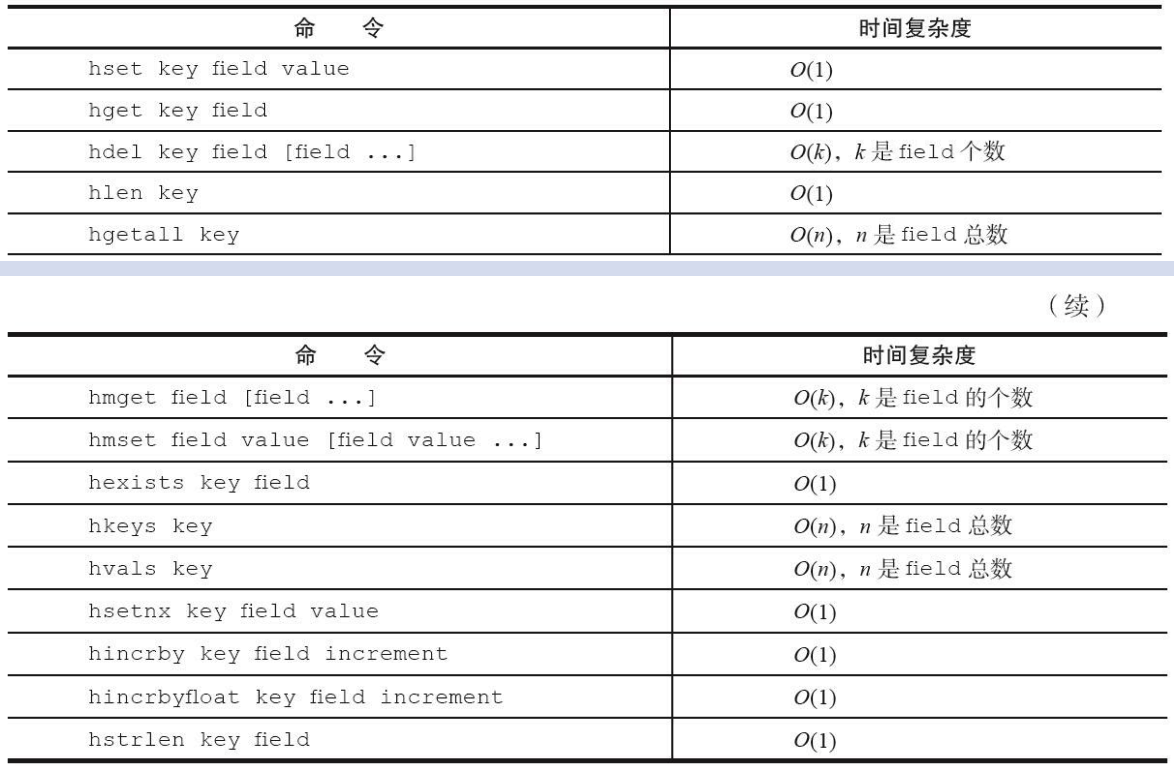 命 令 时间复杂度
hset key field value O(1)
hget key field O(1)
hdel key field [field ...] O(k)，k 是 field 个数
hlen key O(1)
hgetall key O(n)，n 是 field 总数
（续）
命 令 时间复杂度
hmget field [field ...] O(k)，k 是 field 的个数
hmset field value [field value ...] O(k)，k 是 field 的个数
hexists key field O(1)
hkeys key O(n)，n 是 field 总数
hvals key O(n)，n 是 field 总数
hsetnx key field value O(1)
hincrby key field increment O(1)
hincrbyfloat key field increment O(1)
hstrlen key field O(1)